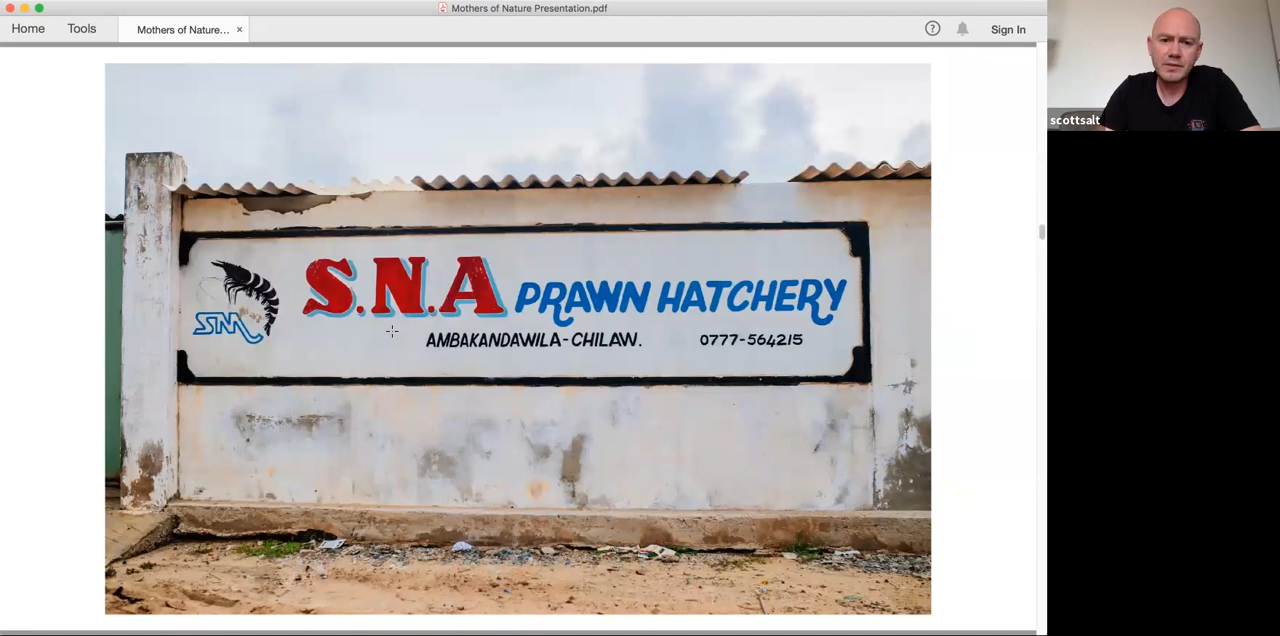 Mothers of Nature Presentation.pdf
Home Tools Mothers of Nature... × Sign In
scottsalt
S.N.A PRAWN HATCHERY
SNA
AMBAKANDAWILA-CHILAW. 0777-564215